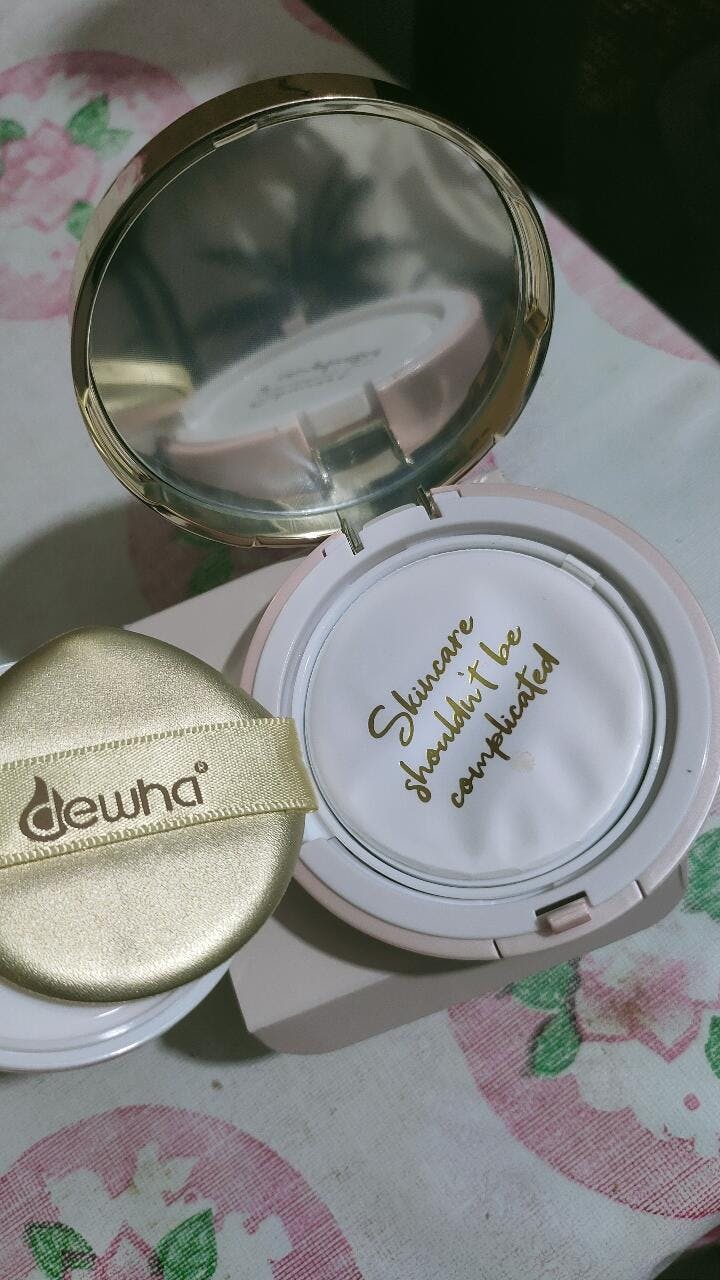 Skincare
shouldn't be
complicated
dewha®